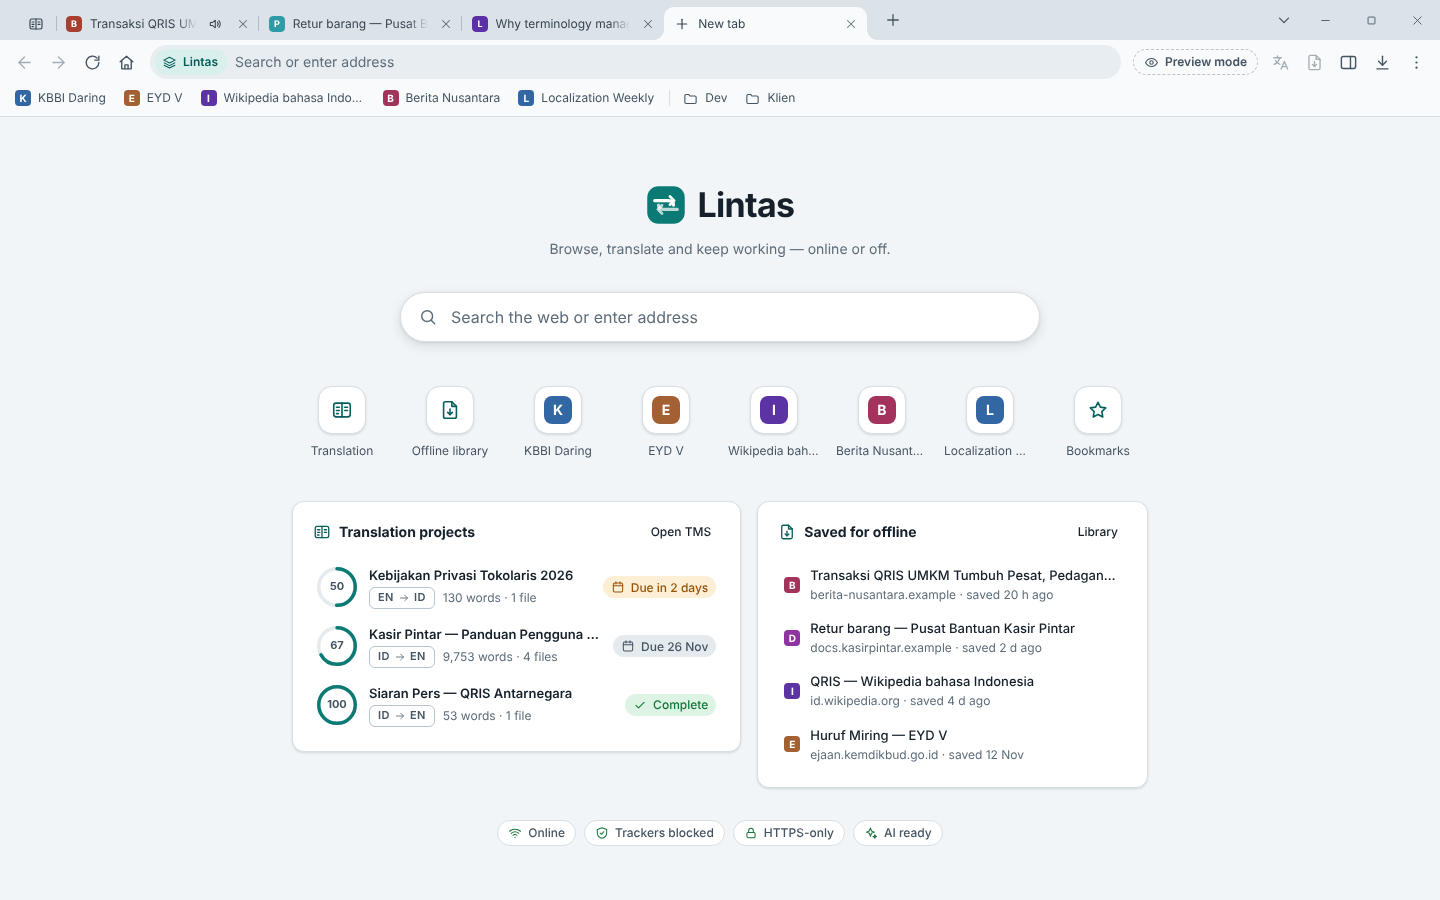 B Transaksi QRIS UM
P Retur barang — Pusat B
L Why terminology mana
New tab
Lintas Search or enter address
Preview mode
K KBBI Daring
E EYD V
I Wikipedia bahasa Indo...
B Berita Nusantara
L Localization Weekly
Dev
Klien
Lintas
Browse, translate and keep working — online or off.
Search the web or enter address
Translation
Offline library
K
KBBI Daring
E
EYD V
I
Wikipedia bah...
B
Berita Nusant...
L
Localization ...
Bookmarks
Translation projects
Open TMS
50
Kebijakan Privasi Tokolaris 2026
EN → ID 130 words · 1 file
Due in 2 days
67
Kasir Pintar — Panduan Pengguna ...
ID → EN 9,753 words · 4 files
Due 26 Nov
100
Siaran Pers — QRIS Antarnegara
ID → EN 53 words · 1 file
Complete
Saved for offline
Library
B
Transaksi QRIS UMKM Tumbuh Pesat, Pedagan...
berita-nusantara.example · saved 20 h ago
D
Retur barang — Pusat Bantuan Kasir Pintar
docs.kasirpintar.example · saved 2 d ago
I
QRIS — Wikipedia bahasa Indonesia
id.wikipedia.org · saved 4 d ago
E
Huruf Miring — EYD V
ejaan.kemdikbud.go.id · saved 12 Nov
Online
Trackers blocked
HTTPS-only
AI ready